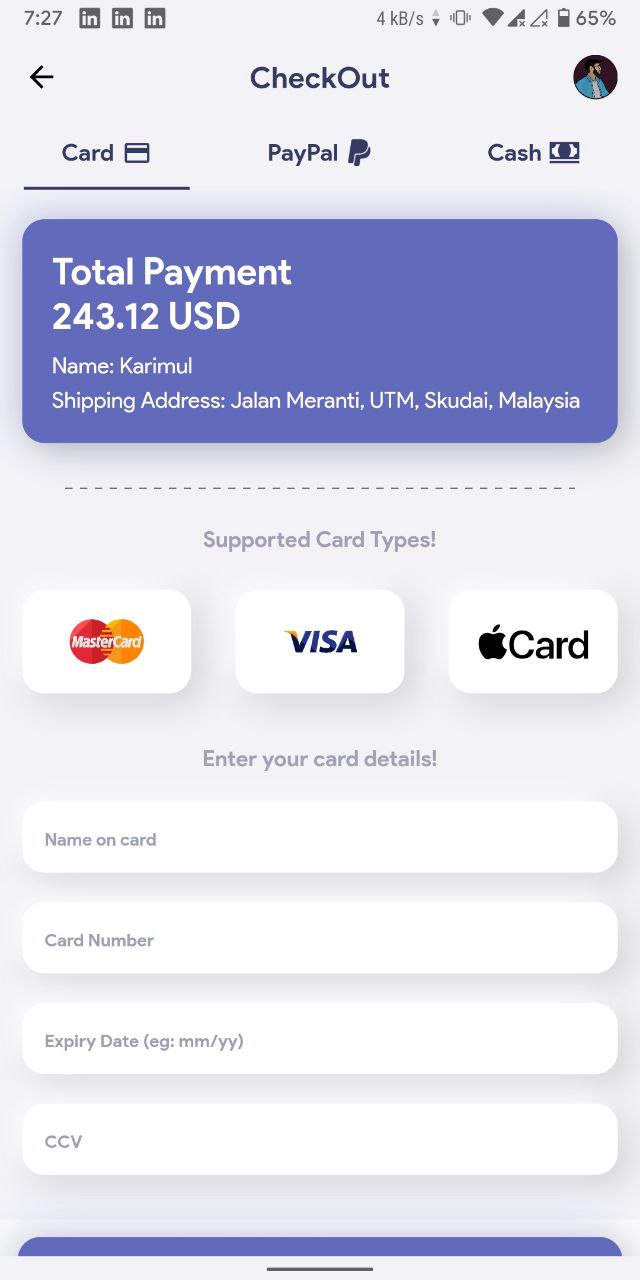 7:27 in in in 4 kB/s 65%
CheckOut
Card PayPal Cash
Total Payment
243.12 USD
Name: Karimul
Shipping Address: Jalan Meranti, UTM, Skudai, Malaysia
Supported Card Types!
MasterCard VISA Card
Enter your card details!
Name on card
Card Number
Expiry Date (eg: mm/yy)
CCV